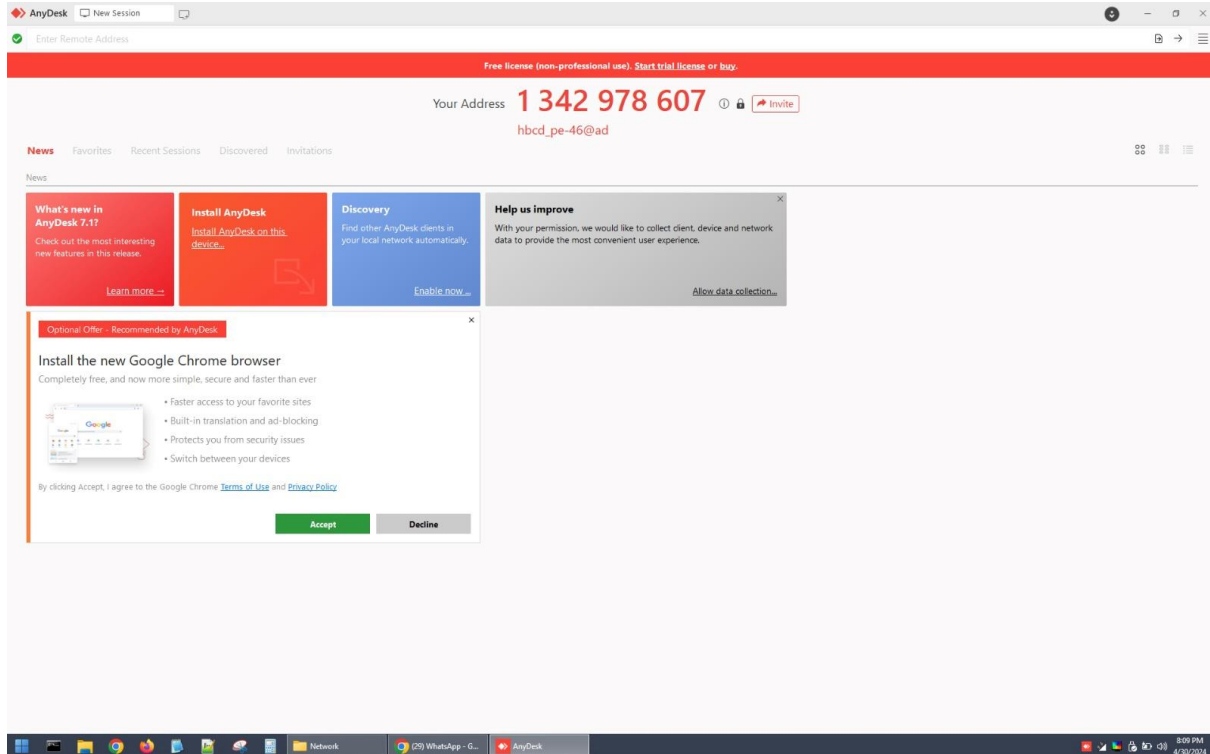 AnyDesk New Session
Enter Remote Address
Free license (non-professional use). Start trial license or buy.
Your Address 1 342 978 607 Invite
hbcd_pe-46@ad
News Favorites Recent Sessions Discovered Invitations
News
What's new in
AnyDesk 7.1?
Check out the most interesting
new features in this release.
Learn more →
Install AnyDesk
Install AnyDesk on this
device...
Discovery
Find other AnyDesk clients in
your local network automatically.
Enable now ...
Help us improve
With your permission, we would like to collect client, device and network
data to provide the most convenient user experience.
Allow data collection...
Optional Offer - Recommended by AnyDesk
Install the new Google Chrome browser
Completely free, and now more simple, secure and faster than ever
• Faster access to your favorite sites
• Built-in translation and ad-blocking
• Protects you from security issues
• Switch between your devices
Google
By clicking Accept, I agree to the Google Chrome Terms of Use and Privacy Policy
Accept Decline
Network (29) WhatsApp - G... AnyDesk 8:09 PM
4/30/2024